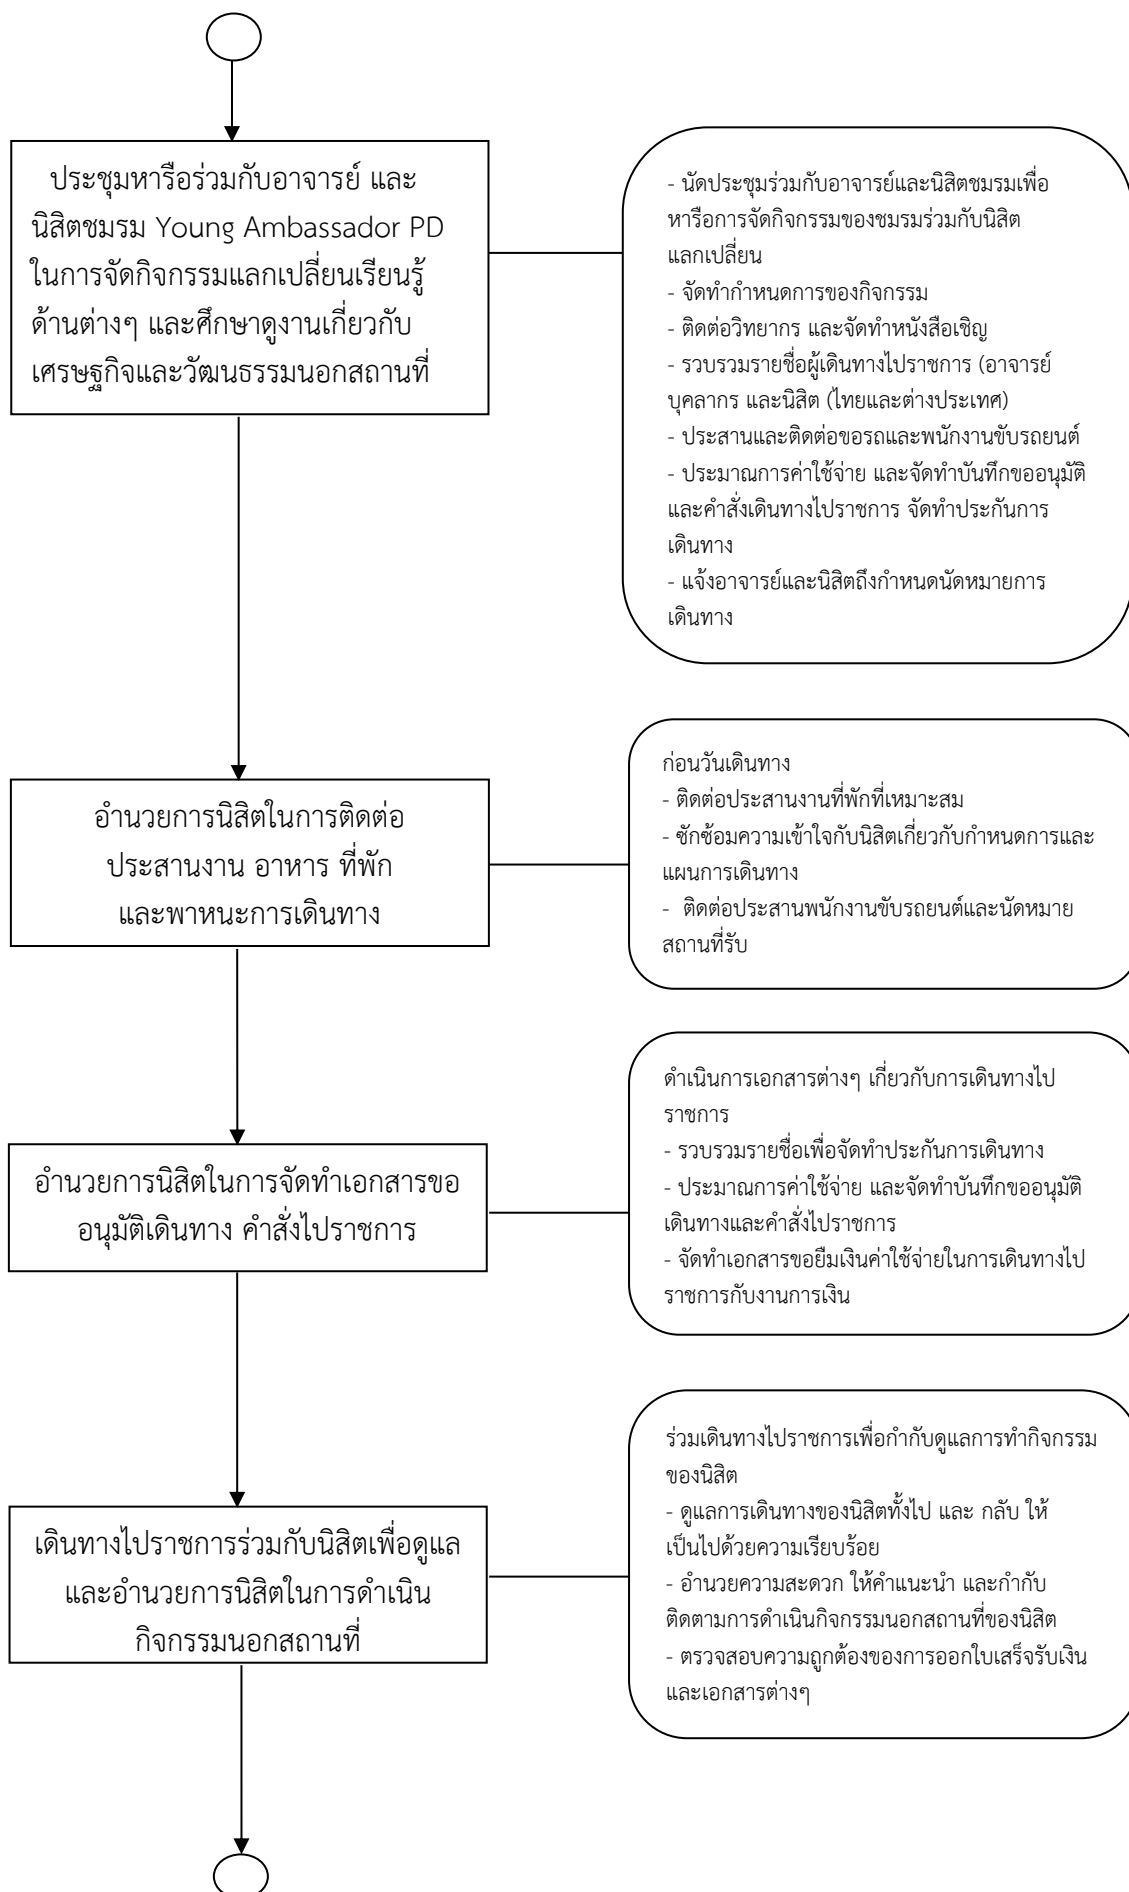 ประชุมหารือร่วมกับอาจารย์ และ
นิสิตชมรม Young Ambassador PD
ในการจัดกิจกรรมแลกเปลี่ยนเรียนรู้
ด้านต่างๆ และศึกษาดูงานเกี่ยวกับ
เศรษฐกิจและวัฒนธรรมนอกสถานที่
- นัดประชุมร่วมกับอาจารย์และนิสิตชมรมเพื่อ
หารือการจัดกิจกรรมของชมรมร่วมกับนิสิต
แลกเปลี่ยน
- จัดทำกำหนดการของกิจกรรม
- ติดต่อวิทยากร และจัดทำหนังสือเชิญ
- รวบรวมรายชื่อผู้เดินทางไปราชการ (อาจารย์
บุคลากร และนิสิต (ไทยและต่างประเทศ)
- ประสานและติดต่อขอรถและพนักงานขับรถยนต์
- ประมาณการค่าใช้จ่าย และจัดทำบันทึกขออนุมัติ
และคำสั่งเดินทางไปราชการ จัดทำประกันการ
เดินทาง
- แจ้งอาจารย์และนิสิตถึงกำหนดนัดหมายการ
เดินทาง
อำนวยการนิสิตในการติดต่อ
ประสานงาน อาหาร ที่พัก
และพาหนะการเดินทาง
ก่อนวันเดินทาง
- ติดต่อประสานงานที่พักที่เหมาะสม
- ซักซ้อมความเข้าใจกับนิสิตเกี่ยวกับกำหนดการและ
แผนการเดินทาง
- ติดต่อประสานพนักงานขับรถยนต์และนัดหมาย
สถานที่รับ
อำนวยการนิสิตในการจัดทำเอกสารขอ
อนุมัติเดินทาง คำสั่งไปราชการ
ดำเนินการเอกสารต่างๆ เกี่ยวกับการเดินทางไป
ราชการ
- รวบรวมรายชื่อเพื่อจัดทำประกันการเดินทาง
- ประมาณการค่าใช้จ่าย และจัดทำบันทึกขออนุมัติ
เดินทางและคำสั่งไปราชการ
- จัดทำเอกสารขอยืมเงินค่าใช้จ่ายในการเดินทางไป
ราชการกับงานการเงิน
เดินทางไปราชการร่วมกับนิสิตเพื่อดูแล
และอำนวยการนิสิตในการดำเนิน
กิจกรรมนอกสถานที่
ร่วมเดินทางไปราชการเพื่อกำกับดูแลการทำกิจกรรม
ของนิสิต
- ดูแลการเดินทางของนิสิตทั้งไป และ กลับ ให้
เป็นไปด้วยความเรียบร้อย
- อำนวยความสะดวก ให้คำแนะนำ และกำกับ
ติดตามการดำเนินกิจกรรมนอกสถานที่ของนิสิต
- ตรวจสอบความถูกต้องของการออกใบเสร็จรับเงิน
และเอกสารต่างๆ